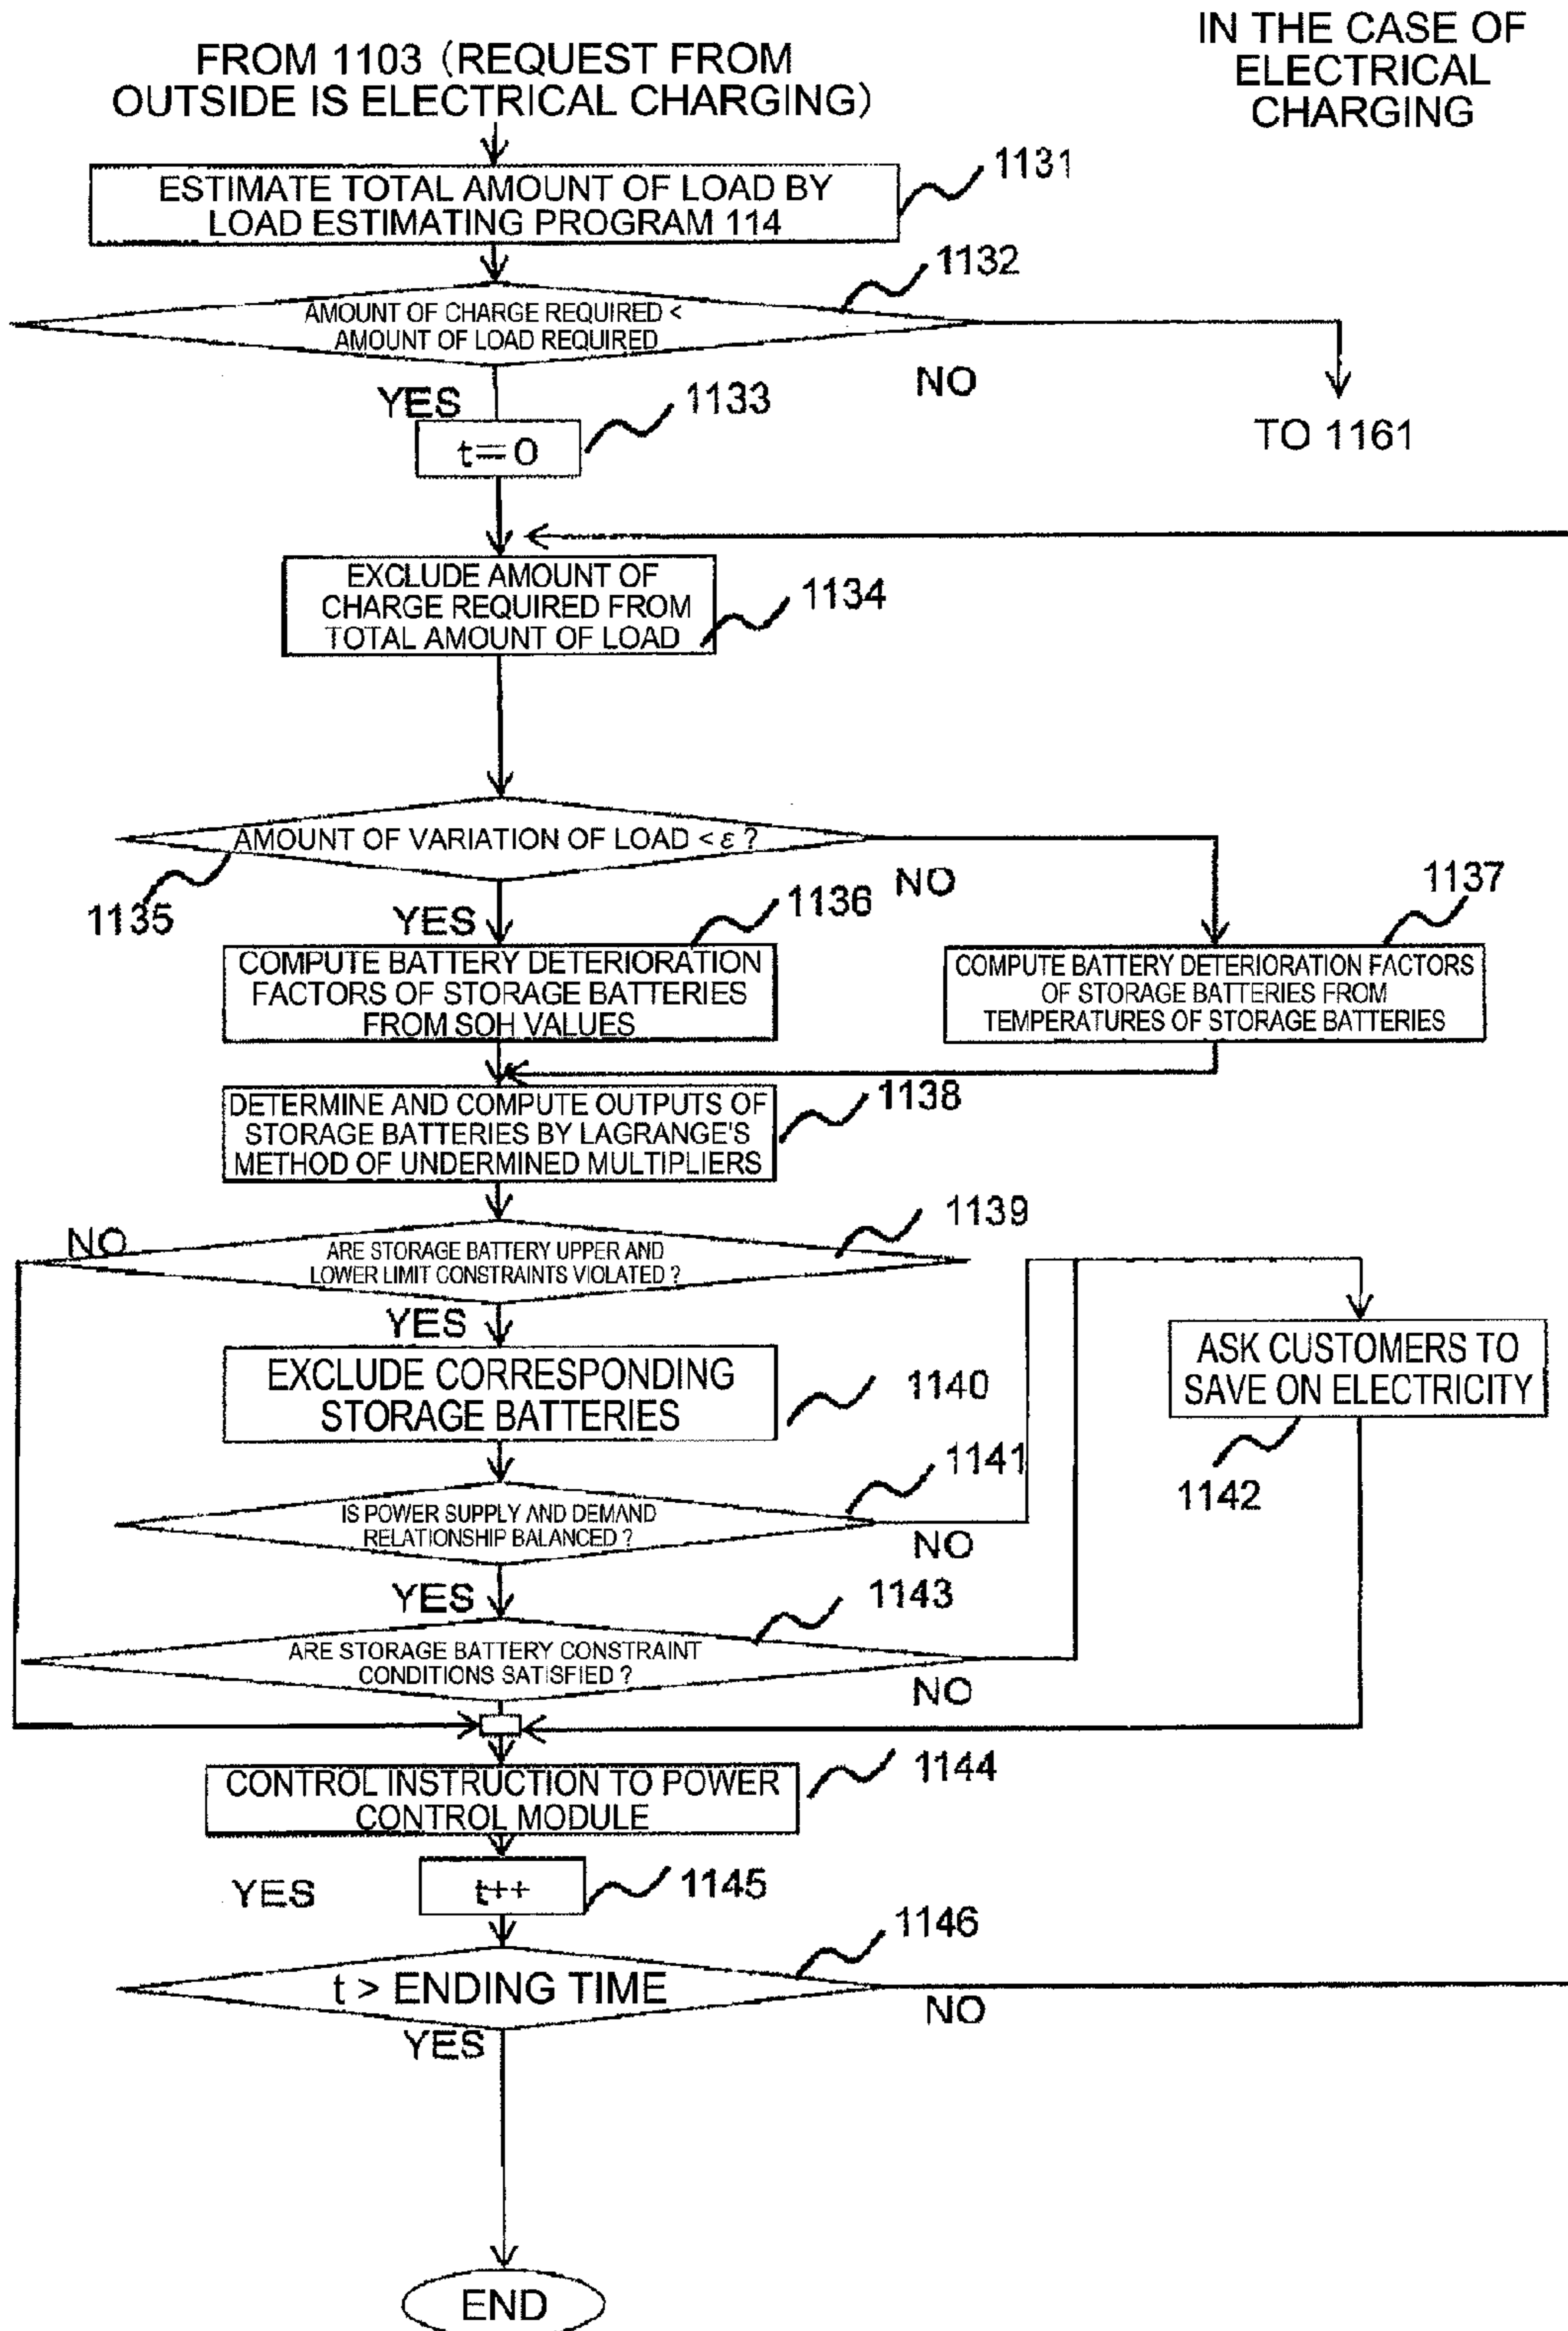 IN THE CASE OF
ELECTRICAL
CHARGING
FROM 1103 (REQUEST FROM
OUTSIDE IS ELECTRICAL CHARGING)
1131
ESTIMATE TOTAL AMOUNT OF LOAD BY
LOAD ESTIMATING PROGRAM 114
1132
AMOUNT OF CHARGE REQUIRED <
AMOUNT OF LOAD REQUIRED
NO
YES
1133
t=0
TO 1161
EXCLUDE AMOUNT OF
CHARGE REQUIRED FROM
TOTAL AMOUNT OF LOAD
1134
AMOUNT OF VARIATION OF LOAD < ε ?
NO
1135
YES
1136
1137
COMPUTE BATTERY DETERIORATION
FACTORS OF STORAGE BATTERIES
FROM SOH VALUES
COMPUTE BATTERY DETERIORATION FACTORS
OF STORAGE BATTERIES FROM
TEMPERATURES OF STORAGE BATTERIES
1138
DETERMINE AND COMPUTE OUTPUTS OF
STORAGE BATTERIES BY LAGRANGE'S
METHOD OF UNDERMINED MULTIPLIERS
1139
NO
ARE STORAGE BATTERY UPPER AND
LOWER LIMIT CONSTRAINTS VIOLATED ?
YES
EXCLUDE CORRESPONDING
STORAGE BATTERIES
1140
ASK CUSTOMERS TO
SAVE ON ELECTRICITY
1142
1141
IS POWER SUPPLY AND DEMAND
RELATIONSHIP BALANCED ?
NO
YES
1143
ARE STORAGE BATTERY CONSTRAINT
CONDITIONS SATISFIED ?
NO
1144
CONTROL INSTRUCTION TO POWER
CONTROL MODULE
YES
t++
1145
1146
t > ENDING TIME
NO
YES
END